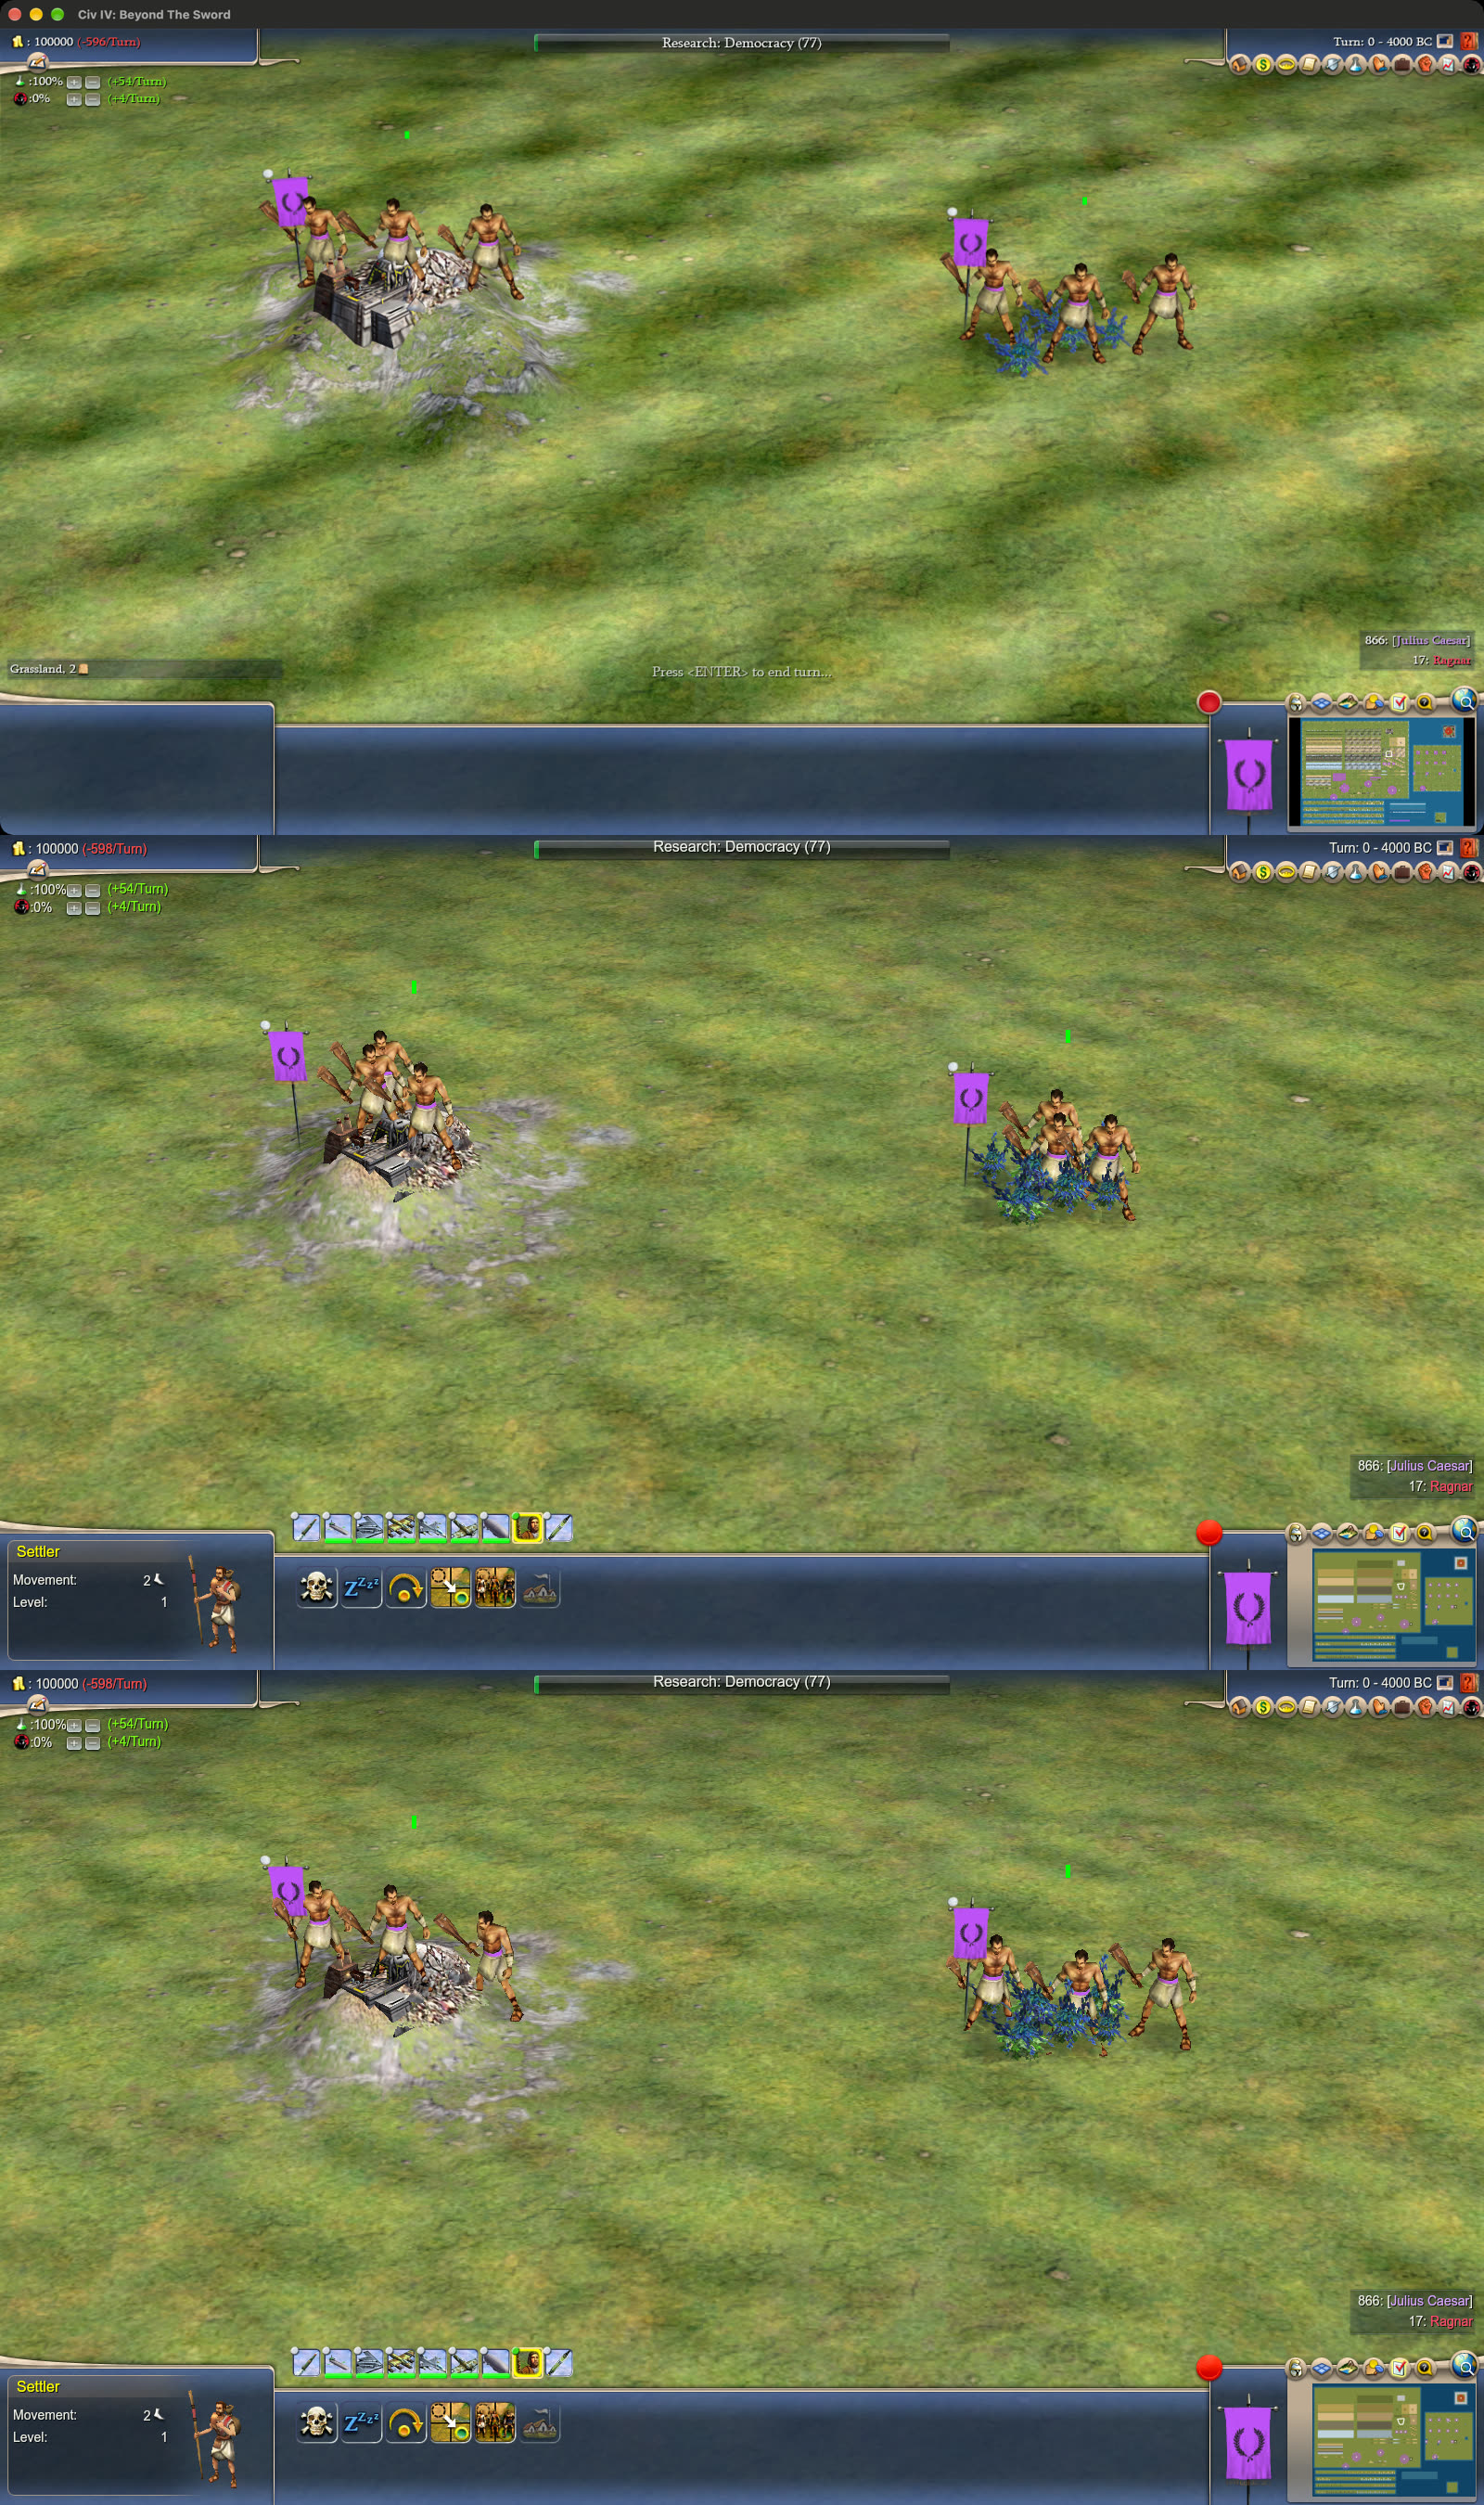 Civ IV: Beyond The Sword
: 100000 (-596/Turn)
Research: Democracy (77)
Turn: 0 - 4000 BC
:100% (+54/Turn)
:0% (+4/Turn)
866: [Julius Caesar]
17: Ragnar
Grassland, 2
Press <ENTER> to end turn...
: 100000 (-598/Turn)
Research: Democracy (77)
Turn: 0 - 4000 BC
:100% (+54/Turn)
:0% (+4/Turn)
866: [Julius Caesar]
17: Ragnar
Settler
Movement: 2
Level: 1
: 100000 (-598/Turn)
Research: Democracy (77)
Turn: 0 - 4000 BC
:100% (+54/Turn)
:0% (+4/Turn)
866: [Julius Caesar]
17: Ragnar
Settler
Movement: 2
Level: 1